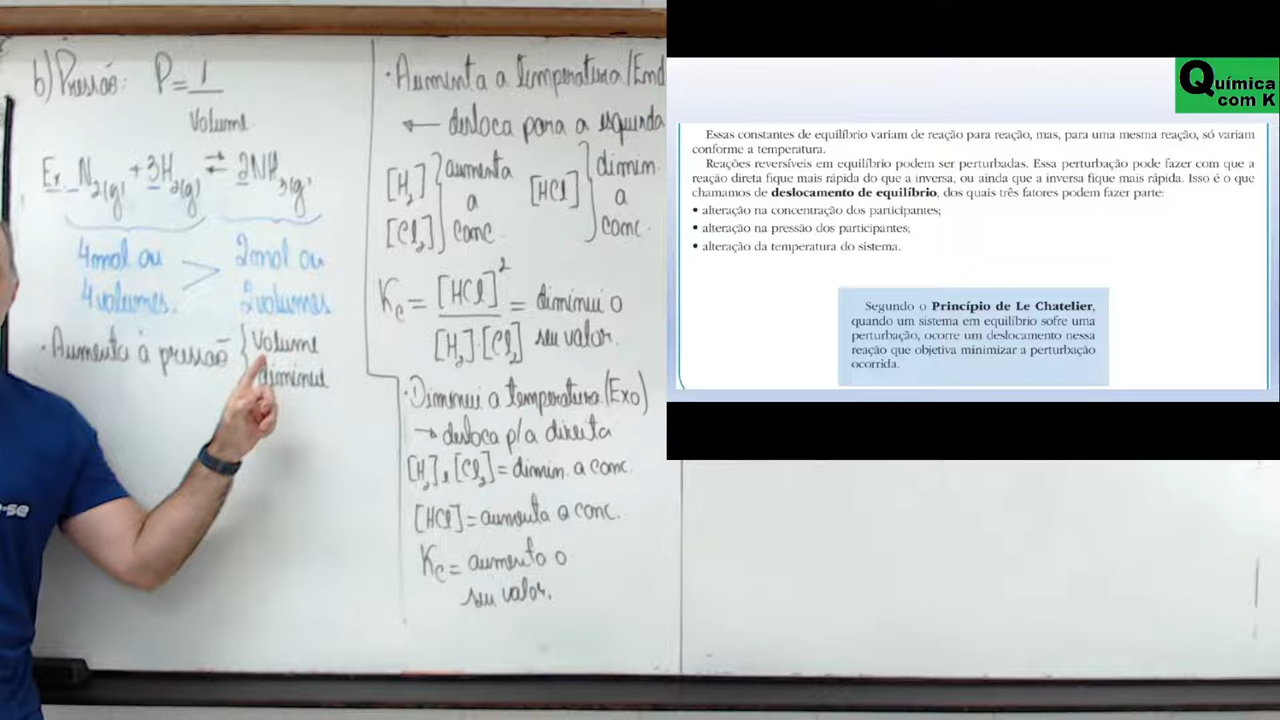 b) Pressão: P = 1
Volume
Ex N2(g) + 3H2(g) ⇄ 2NH3(g)
4mol ou > 2mol ou
4volumes. 2volumes
· Aumenta a pressão { Volume
diminui
· Aumenta a temperatura (End
← desloca para a esquerda
[H2] } aumenta
[Cl2] a
conc.
[HCl] } dimin.
a
conc.
Kc = [HCl]² = diminui o
[H2]·[Cl2] seu valor.
· Diminui a temperatura (Exo)
→ desloca p/a direita
[H2] e [Cl2] = dimin. a conc.
[HCl] = aumenta a conc.
Kc = aumento o
seu valor.
-se
Química
com K
Essas constantes de equilíbrio variam de reação para reação, mas, para uma mesma reação, só variam
conforme a temperatura.
Reações reversíveis em equilíbrio podem ser perturbadas. Essa perturbação pode fazer com que a
reação direta fique mais rápida do que a inversa, ou ainda que a inversa fique mais rápida. Isso é o que
chamamos de deslocamento de equilíbrio, dos quais três fatores podem fazer parte:
• alteração na concentração dos participantes;
• alteração na pressão dos participantes;
• alteração da temperatura do sistema.
Segundo o Princípio de Le Chatelier,
quando um sistema em equilíbrio sofre uma
perturbação, ocorre um deslocamento nessa
reação que objetiva minimizar a perturbação
ocorrida.